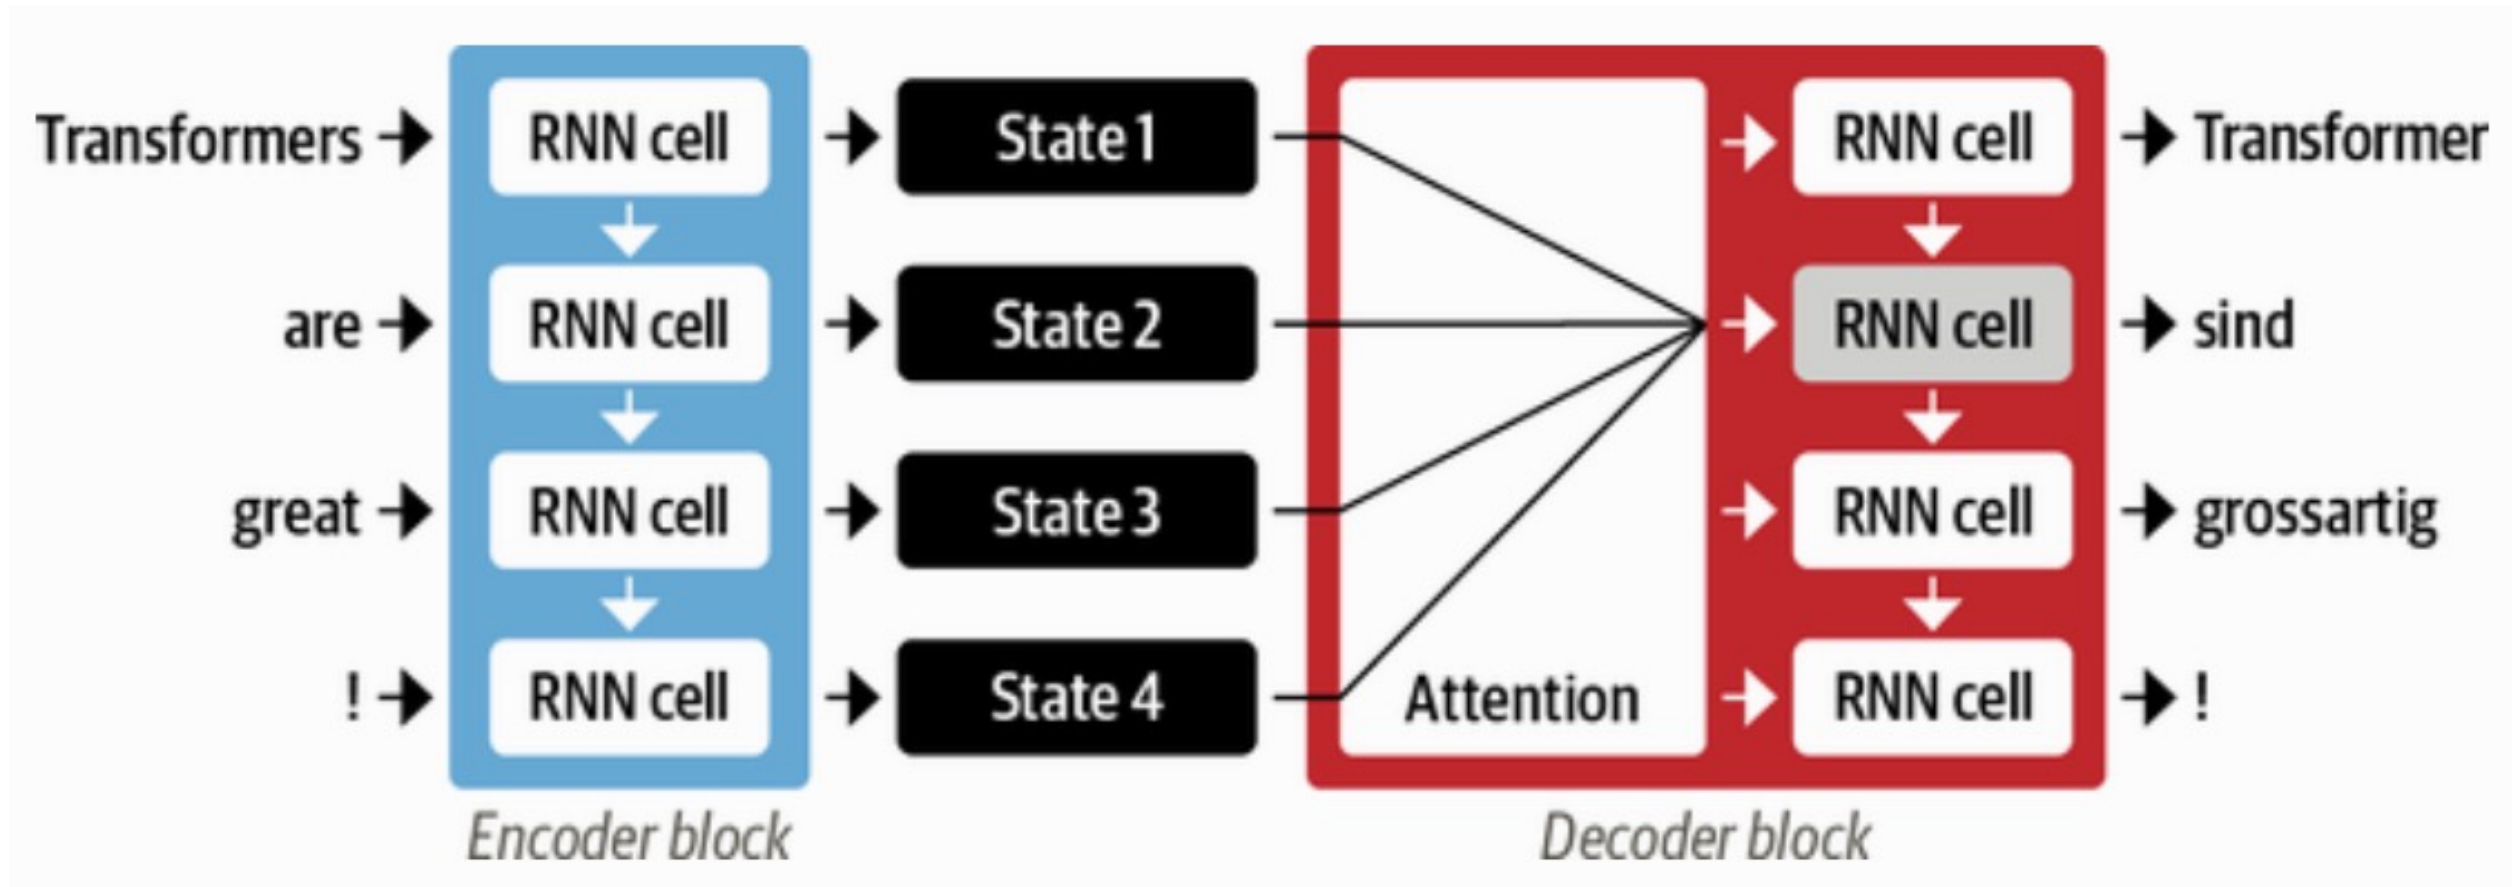 Transformers RNN cell State 1 RNN cell Transformer
are RNN cell State 2 RNN cell sind
great RNN cell State 3 RNN cell grossartig
! RNN cell State 4 Attention RNN cell !
Encoder block Decoder block